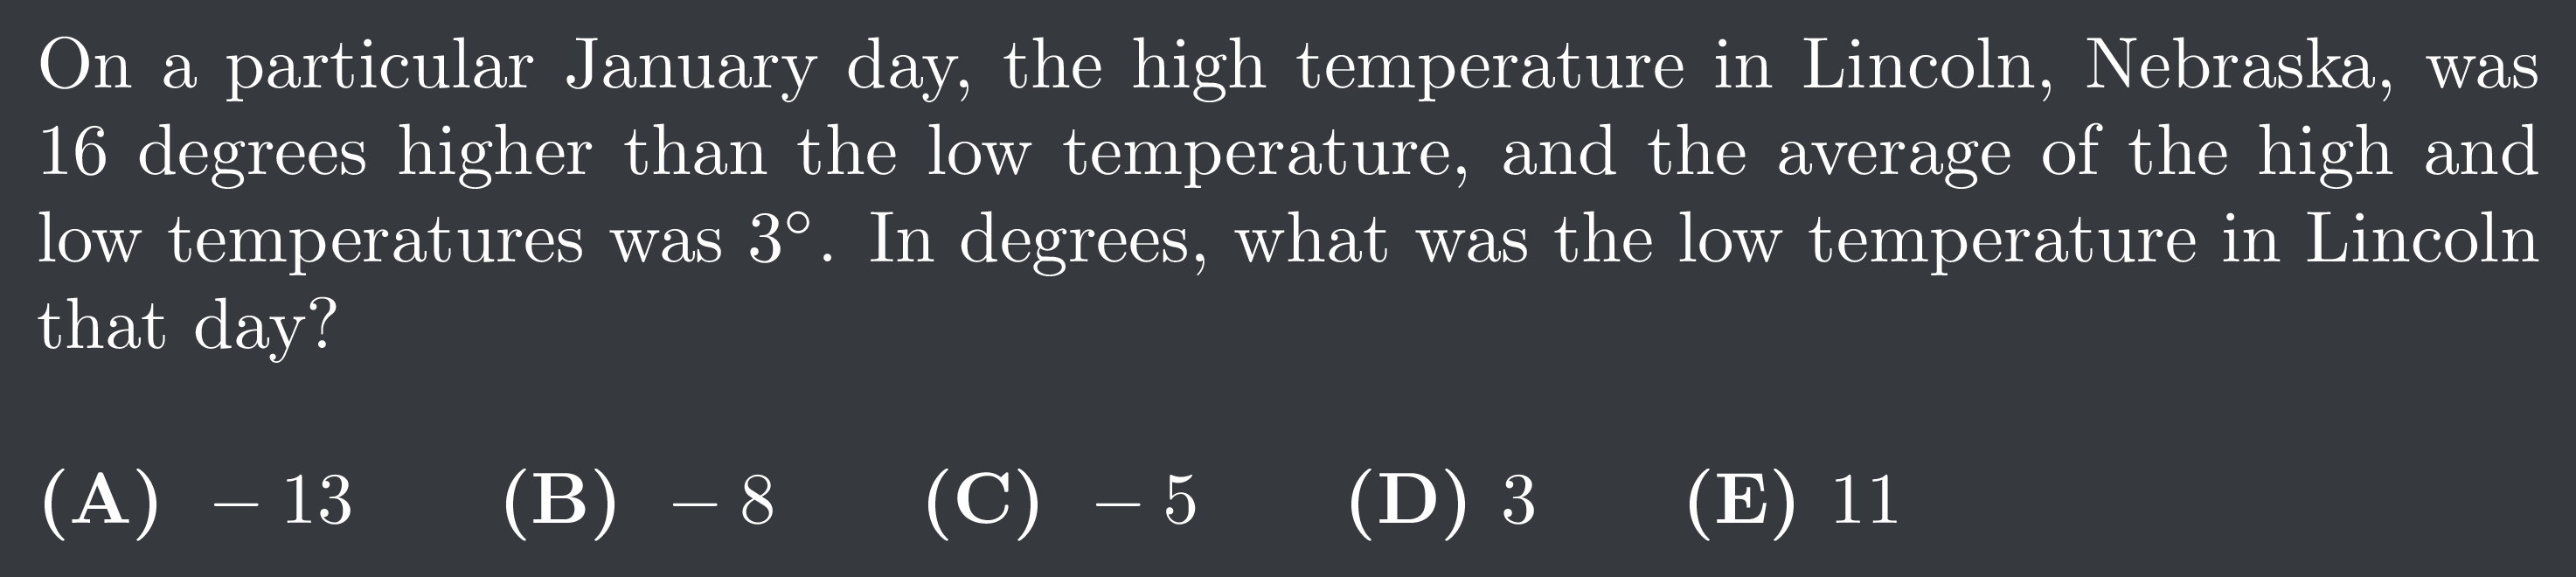 On a particular January day, the high temperature in Lincoln, Nebraska, was
16 degrees higher than the low temperature, and the average of the high and
low temperatures was 3°. In degrees, what was the low temperature in Lincoln
that day?
(A) − 13 (B) − 8 (C) − 5 (D) 3 (E) 11